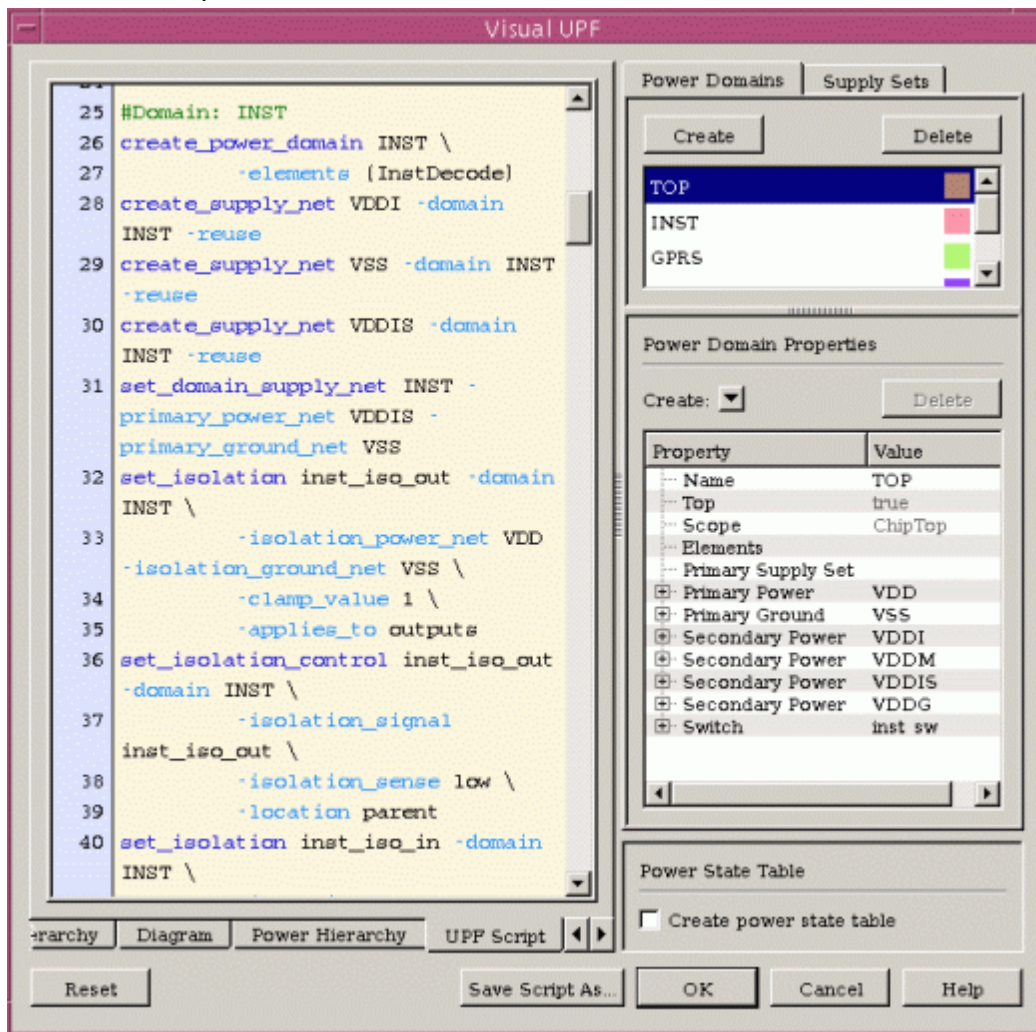 Visual UPF
25 #Domain: INST
26 create_power_domain INST \
27 -elements {InstDecode}
28 create_supply_net VDDI -domain
INST -reuse
29 create_supply_net VSS -domain INST
-reuse
30 create_supply_net VDDIS -domain
INST -reuse
31 set_domain_supply_net INST -
primary_power_net VDDIS -
primary_ground_net VSS
32 set_isolation inst_iso_out -domain
INST \
33 -isolation_power_net VDD
-isolation_ground_net VSS \
34 -clamp_value 1 \
35 -applies_to outputs
36 set_isolation_control inst_iso_out
-domain INST \
37 -isolation_signal
inst_iso_out \
38 -isolation_sense low \
39 -location parent
40 set_isolation inst_iso_in -domain
INST \
erarchy Diagram Power Hierarchy UPF Script
Power Domains Supply Sets
Create Delete
TOP
INST
GPRS
Power Domain Properties
Create: Delete
Property Value
Name TOP
Top true
Scope ChipTop
Elements
Primary Supply Set
Primary Power VDD
Primary Ground VSS
Secondary Power VDDI
Secondary Power VDDM
Secondary Power VDDIS
Secondary Power VDDG
Switch inst_sw
Power State Table
Create power state table
Reset Save Script As... OK Cancel Help